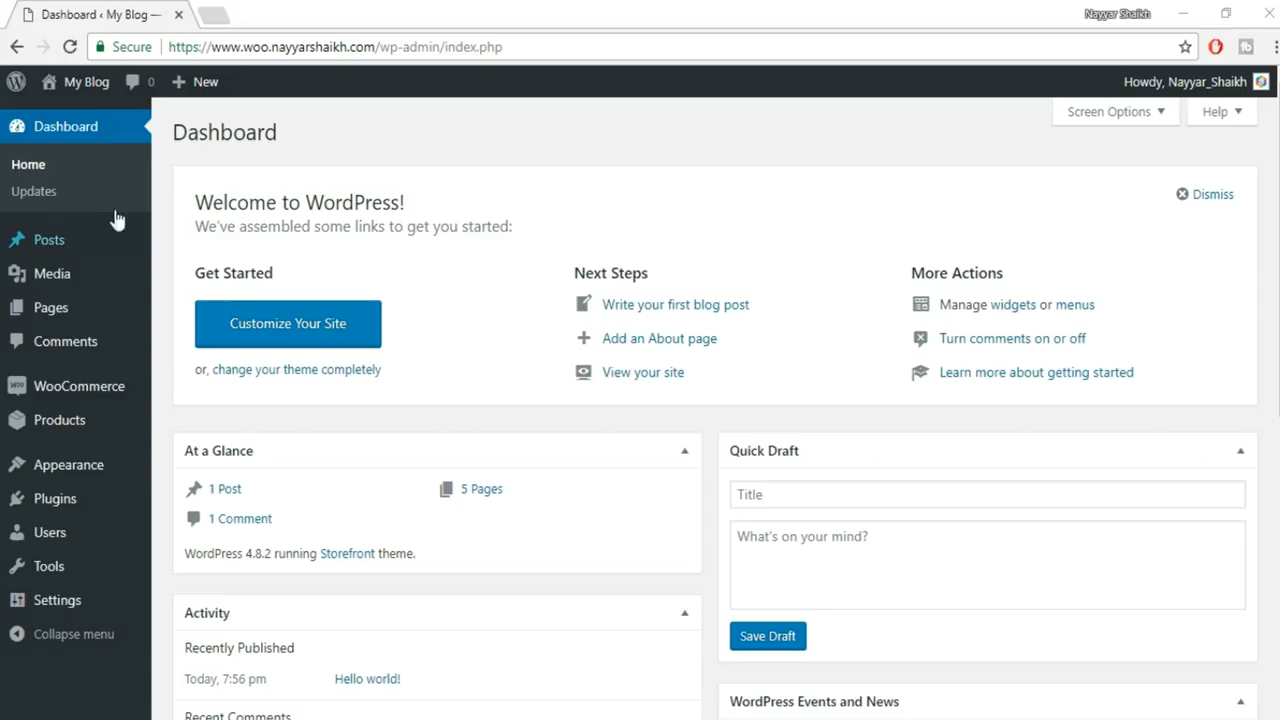 Dashboard ‹ My Blog —
Nayyar Shaikh
Secure
https://www.woo.nayyarshaikh.com/wp-admin/index.php
My Blog
0
New
Howdy, Nayyar_Shaikh
Dashboard
Home
Updates
Posts
Media
Pages
Comments
WooCommerce
Products
Appearance
Plugins
Users
Tools
Settings
Collapse menu
Dashboard
Screen Options
Help
Welcome to WordPress!
We've assembled some links to get you started:
Dismiss
Get Started
Customize Your Site
or, change your theme completely
Next Steps
Write your first blog post
Add an About page
View your site
More Actions
Manage widgets or menus
Turn comments on or off
Learn more about getting started
At a Glance
1 Post
5 Pages
1 Comment
WordPress 4.8.2 running Storefront theme.
Activity
Recently Published
Today, 7:56 pm
Hello world!
Recent Comments
Quick Draft
Title
What's on your mind?
Save Draft
WordPress Events and News